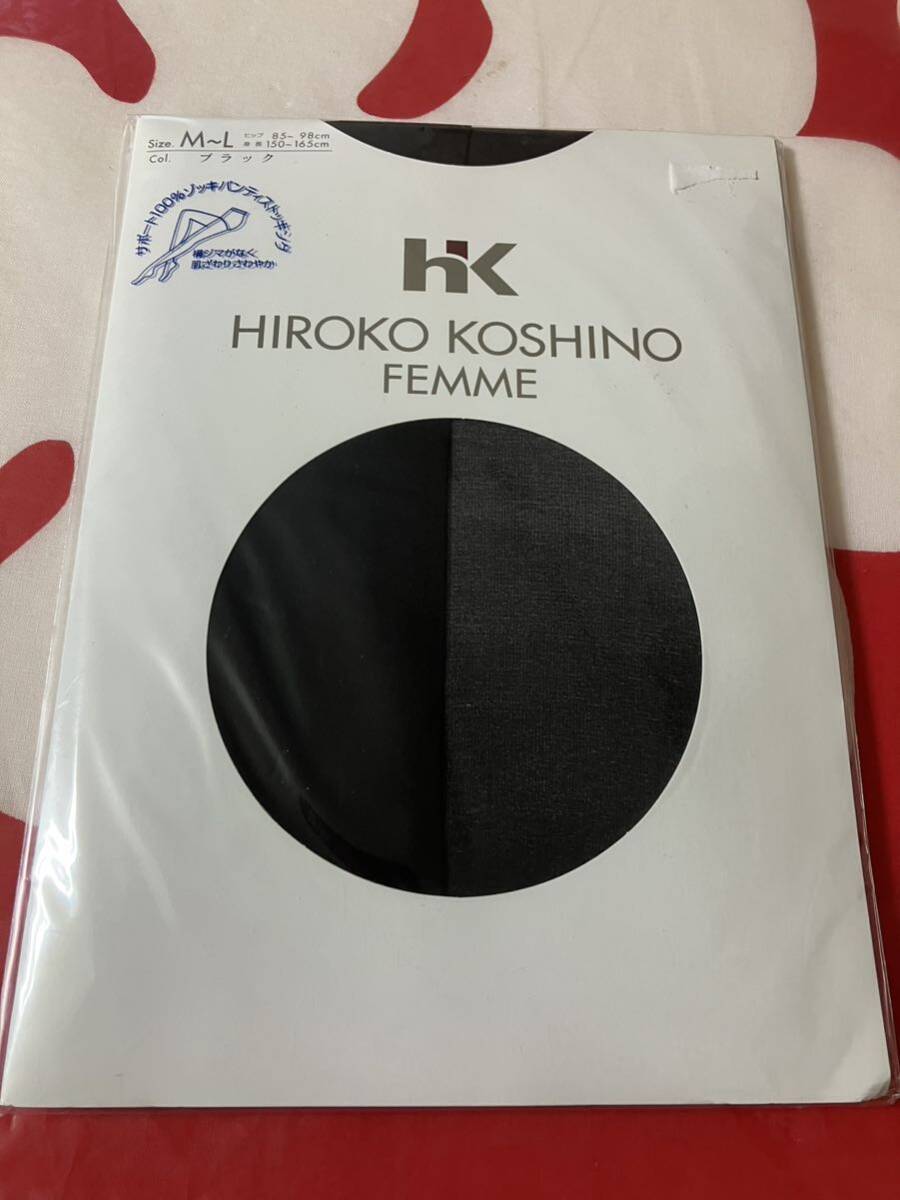 Size. M~L ヒップ 85~98cm
身長 150~165cm
Col. ブラック
サポート100%ゾッキパンティストッキング
横ジマがなく
肌ざわりさわやか
hK
HIROKO KOSHINO
FEMME